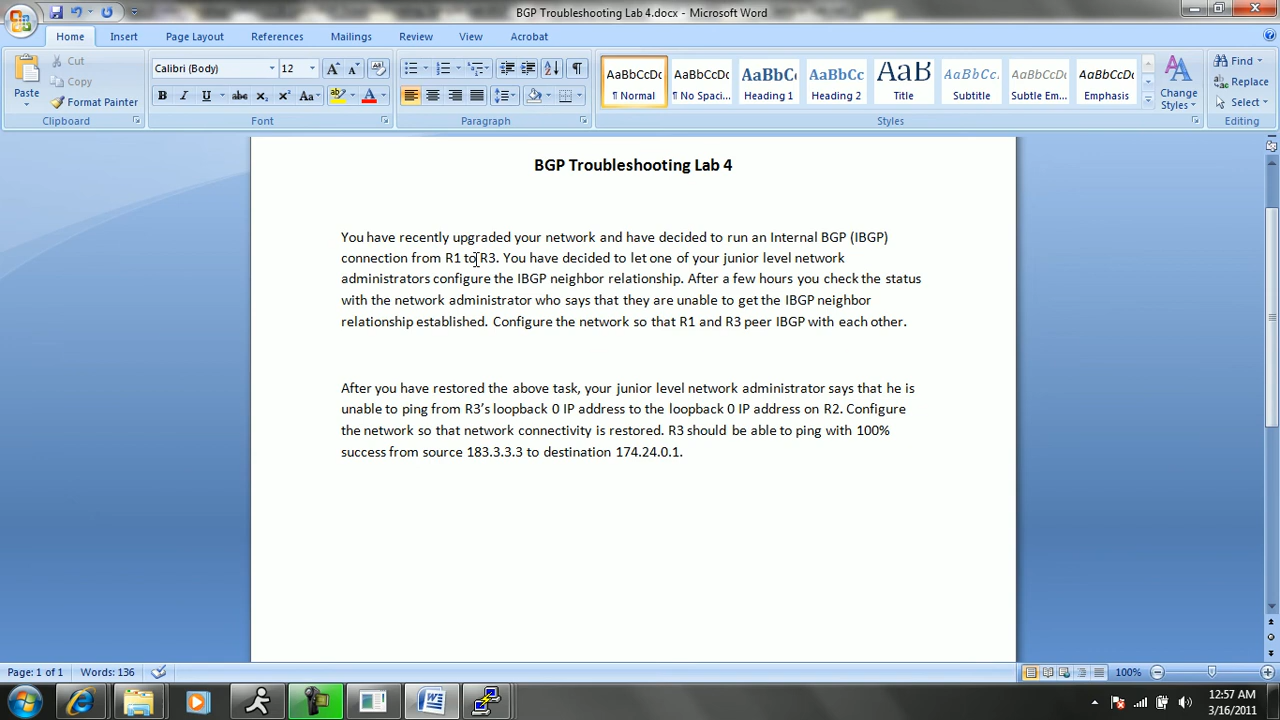 BGP Troubleshooting Lab 4.docx - Microsoft Word
Home Insert Page Layout References Mailings Review View Acrobat
Paste Cut Copy Format Painter
Calibri (Body) 12
B I U abc x₂ x² Aa ab A
AaBbCcDc AaBbCcDc AaBbC AaBbCc AaB AaBbCc. AaBbCcDc AaBbCcDc
¶ Normal ¶ No Spaci... Heading 1 Heading 2 Title Subtitle Subtle Em... Emphasis
Change Styles
Find Replace Select
Clipboard Font Paragraph Styles Editing
BGP Troubleshooting Lab 4
You have recently upgraded your network and have decided to run an Internal BGP (IBGP)
connection from R1 to R3. You have decided to let one of your junior level network
administrators configure the IBGP neighbor relationship. After a few hours you check the status
with the network administrator who says that they are unable to get the IBGP neighbor
relationship established. Configure the network so that R1 and R3 peer IBGP with each other.
After you have restored the above task, your junior level network administrator says that he is
unable to ping from R3’s loopback 0 IP address to the loopback 0 IP address on R2. Configure
the network so that network connectivity is restored. R3 should be able to ping with 100%
success from source 183.3.3.3 to destination 174.24.0.1.
Page: 1 of 1 Words: 136 100%
12:57 AM
3/16/2011